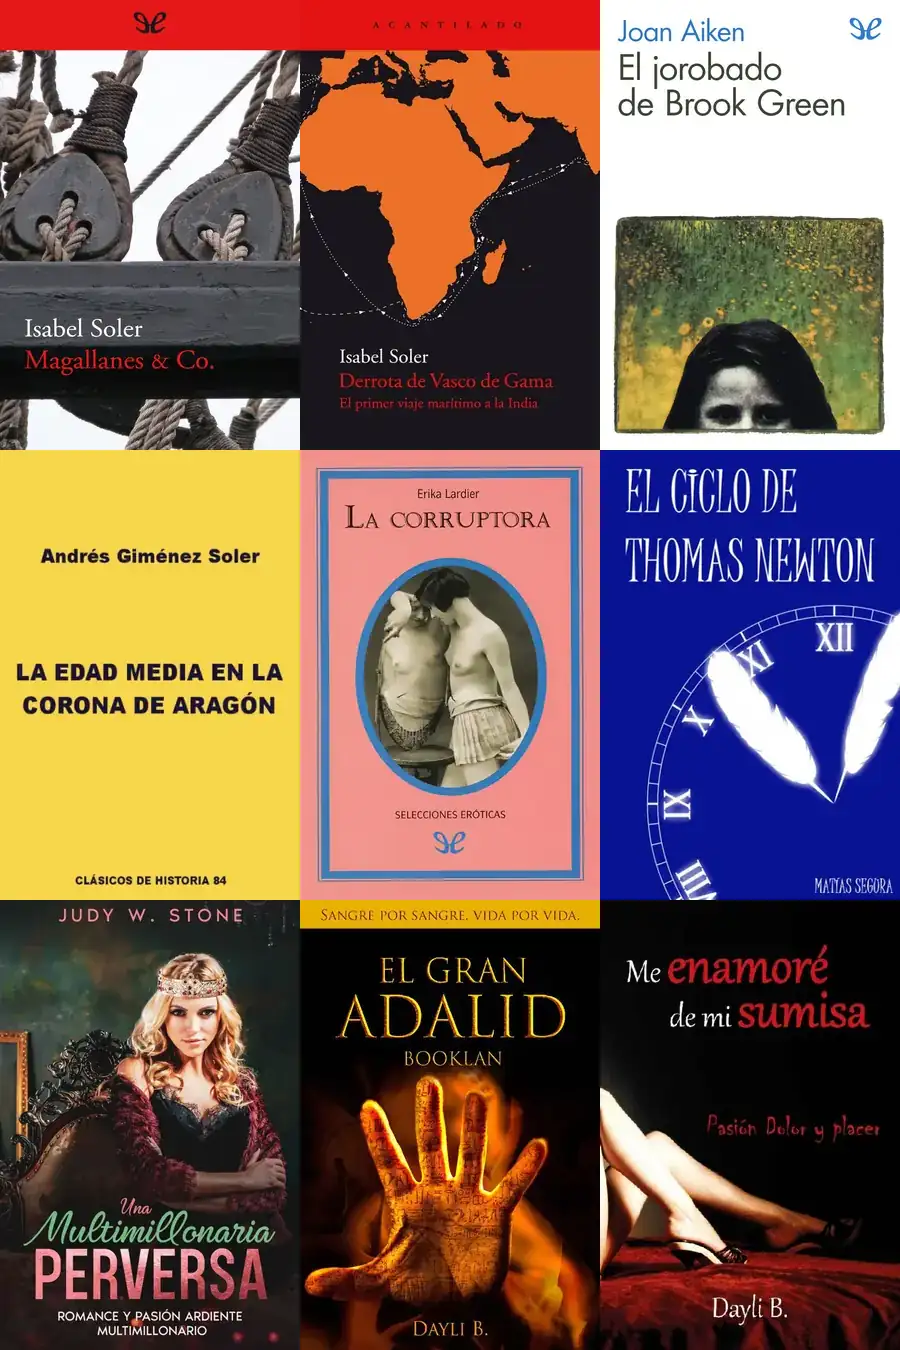 Isabel Soler
Magallanes & Co.
ACANTILADO
Isabel Soler
Derrota de Vasco de Gama
El primer viaje marítimo a la India
Joan Aiken
El jorobado
de Brook Green
Andrés Giménez Soler
LA EDAD MEDIA EN LA
CORONA DE ARAGÓN
CLÁSICOS DE HISTORIA 84
Erika Lardier
LA CORRUPTORA
SELECCIONES ERÓTICAS
EL CICLO DE
THOMAS NEWTON
XII
XI
X
IX
VIII
MATYAS SEGURA
JUDY W. STONE
Una
Multimillonaria
PERVERSA
ROMANCE Y PASIÓN ARDIENTE
MULTIMILLONARIO
SANGRE POR SANGRE, VIDA POR VIDA.
EL GRAN
ADALID
BOOKLAN
DAYLI B.
Me enamoré
de mi sumisa
Pasión Dolor y placer
Dayli B.